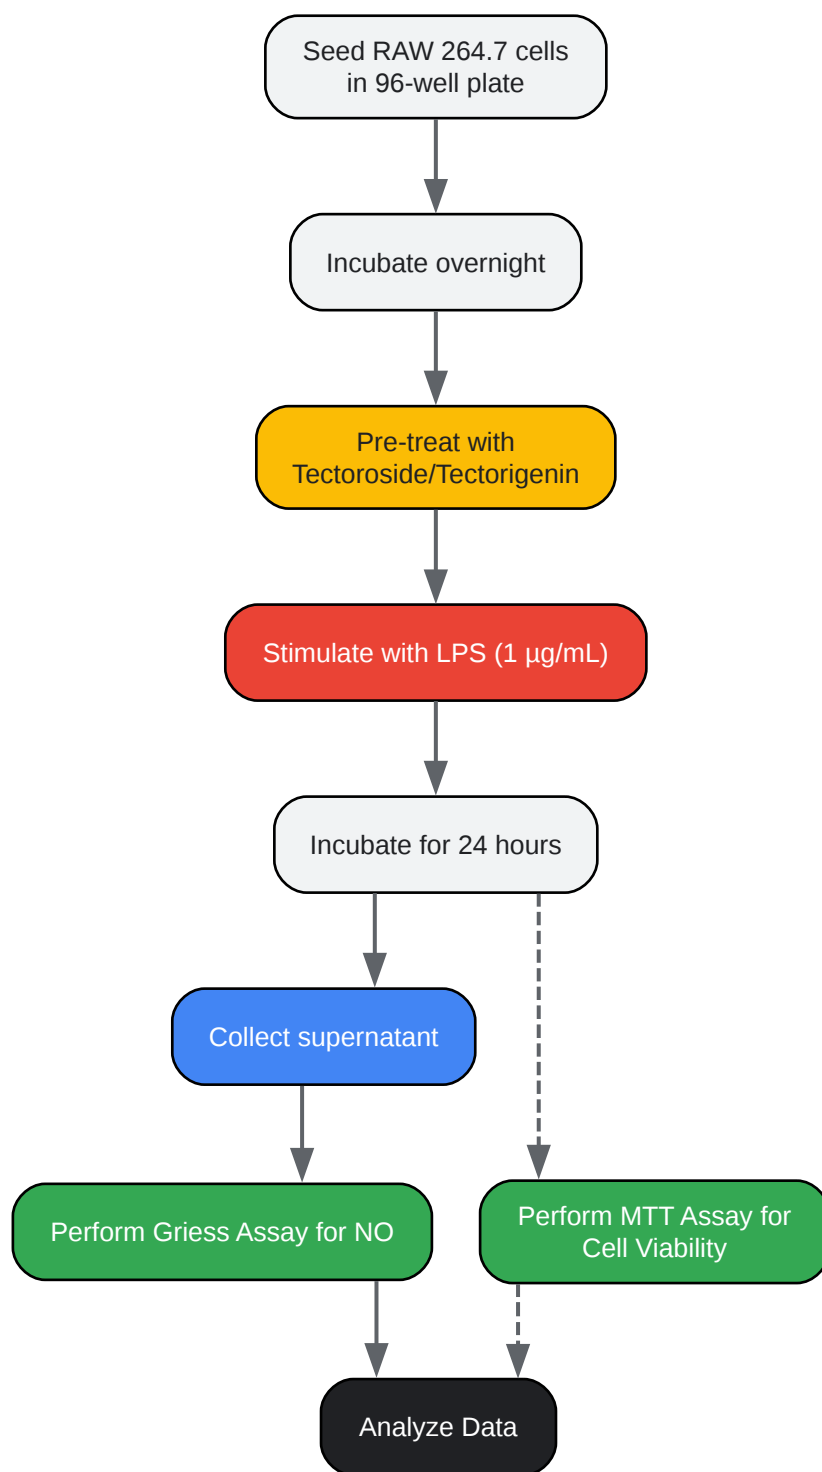 Seed RAW 264.7 cells
in 96-well plate
Incubate overnight
Pre-treat with
Tectoroside/Tectorigenin
Stimulate with LPS (1 µg/mL)
Incubate for 24 hours
Collect supernatant
Perform Griess Assay for NO
Perform MTT Assay for
Cell Viability
Analyze Data